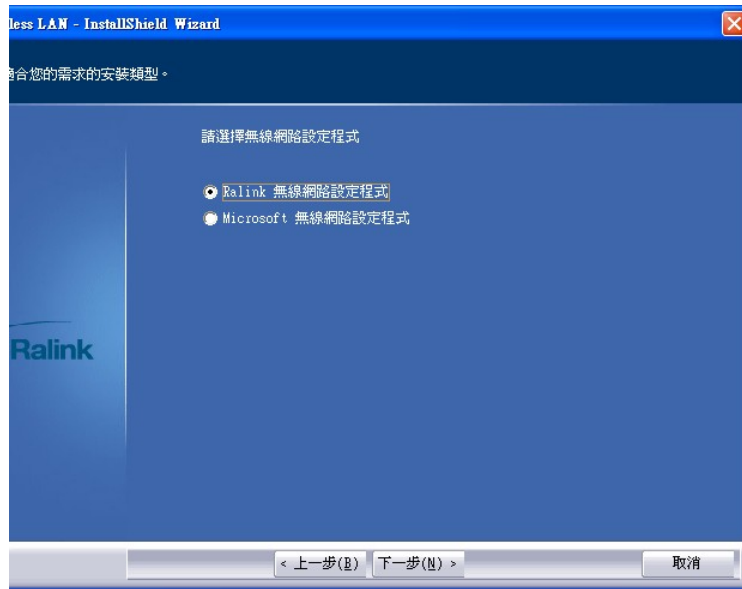 less LAN - InstallShield Wizard
合您的需求的安裝類型。
請選擇無線網路設定程式
Ralink 無線網路設定程式
Microsoft 無線網路設定程式
Ralink
< 上一步(B)
下一步(N) >
取消